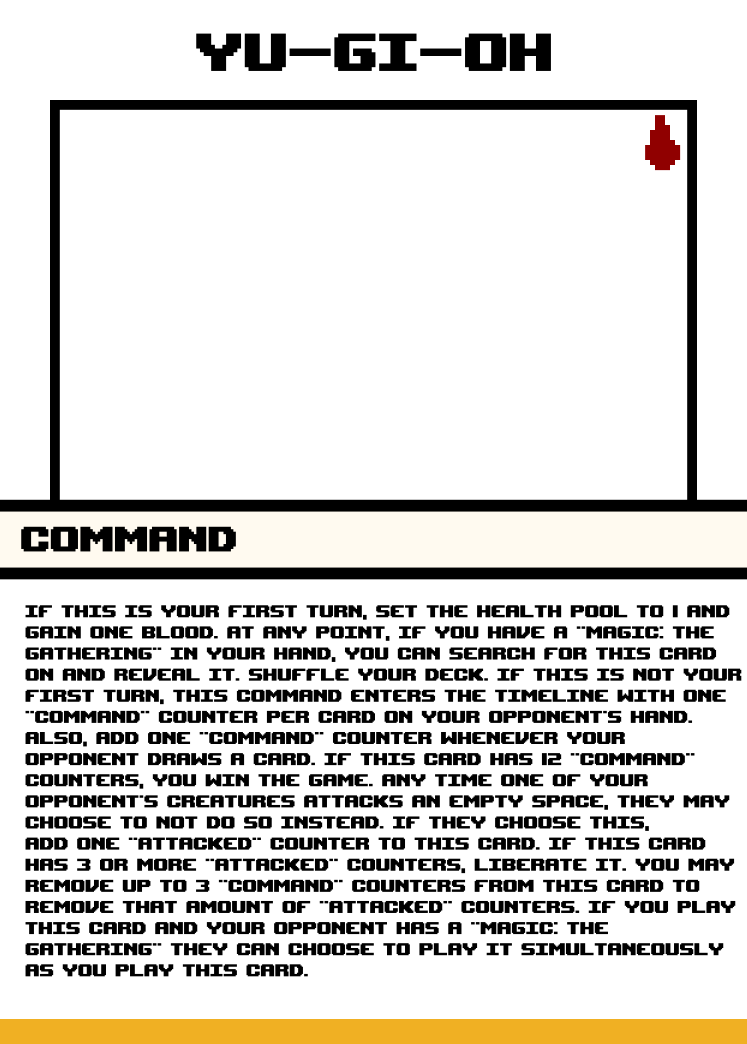 YU-GI-OH
COMMAND
IF THIS IS YOUR FIRST TURN, SET THE HEALTH POOL TO 1 AND
GAIN ONE BLOOD. AT ANY POINT, IF YOU HAVE A "MAGIC: THE
GATHERING" IN YOUR HAND, YOU CAN SEARCH FOR THIS CARD
ON AND REVEAL IT. SHUFFLE YOUR DECK. IF THIS IS NOT YOUR
FIRST TURN, THIS COMMAND ENTERS THE TIMELINE WITH ONE
"COMMAND" COUNTER PER CARD ON YOUR OPPONENT'S HAND.
ALSO, ADD ONE "COMMAND" COUNTER WHENEVER YOUR
OPPONENT DRAWS A CARD. IF THIS CARD HAS 12 "COMMAND"
COUNTERS, YOU WIN THE GAME. ANY TIME ONE OF YOUR
OPPONENT'S CREATURES ATTACKS AN EMPTY SPACE, THEY MAY
CHOOSE TO NOT DO SO INSTEAD. IF THEY CHOOSE THIS,
ADD ONE "ATTACKED" COUNTER TO THIS CARD. IF THIS CARD
HAS 3 OR MORE "ATTACKED" COUNTERS, LIBERATE IT. YOU MAY
REMOVE UP TO 3 "COMMAND" COUNTERS FROM THIS CARD TO
REMOVE THAT AMOUNT OF "ATTACKED" COUNTERS. IF YOU PLAY
THIS CARD AND YOUR OPPONENT HAS A "MAGIC: THE
GATHERING" THEY CAN CHOOSE TO PLAY IT SIMULTANEOUSLY
AS YOU PLAY THIS CARD.